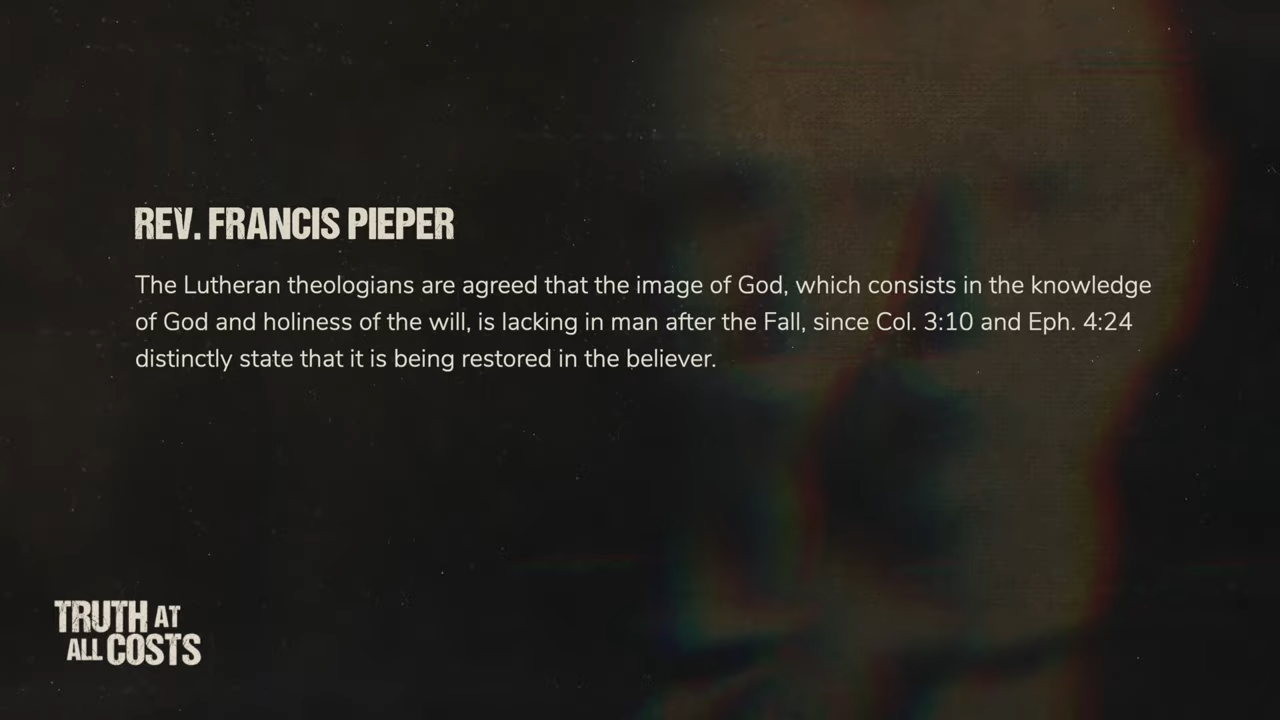 REV. FRANCIS PIEPER
The Lutheran theologians are agreed that the image of God, which consists in the knowledge
of God and holiness of the will, is lacking in man after the Fall, since Col. 3:10 and Eph. 4:24
distinctly state that it is being restored in the believer.
TRUTH AT
ALL COSTS